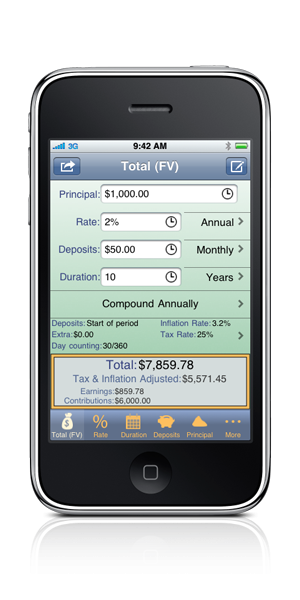 3G 9:42 AM
Total (FV)
Principal: $1,000.00
Rate: 2% Annual
Deposits: $50.00 Monthly
Duration: 10 Years
Compound Annually
Deposits: Start of period Inflation Rate: 3.2%
Extra: $0.00 Tax Rate: 25%
Day counting: 30/360
Total: $7,859.78
Tax & Inflation Adjusted: $5,571.45
Earnings: $859.78
Contributions: $6,000.00
Total (FV) Rate Duration Deposits Principal More